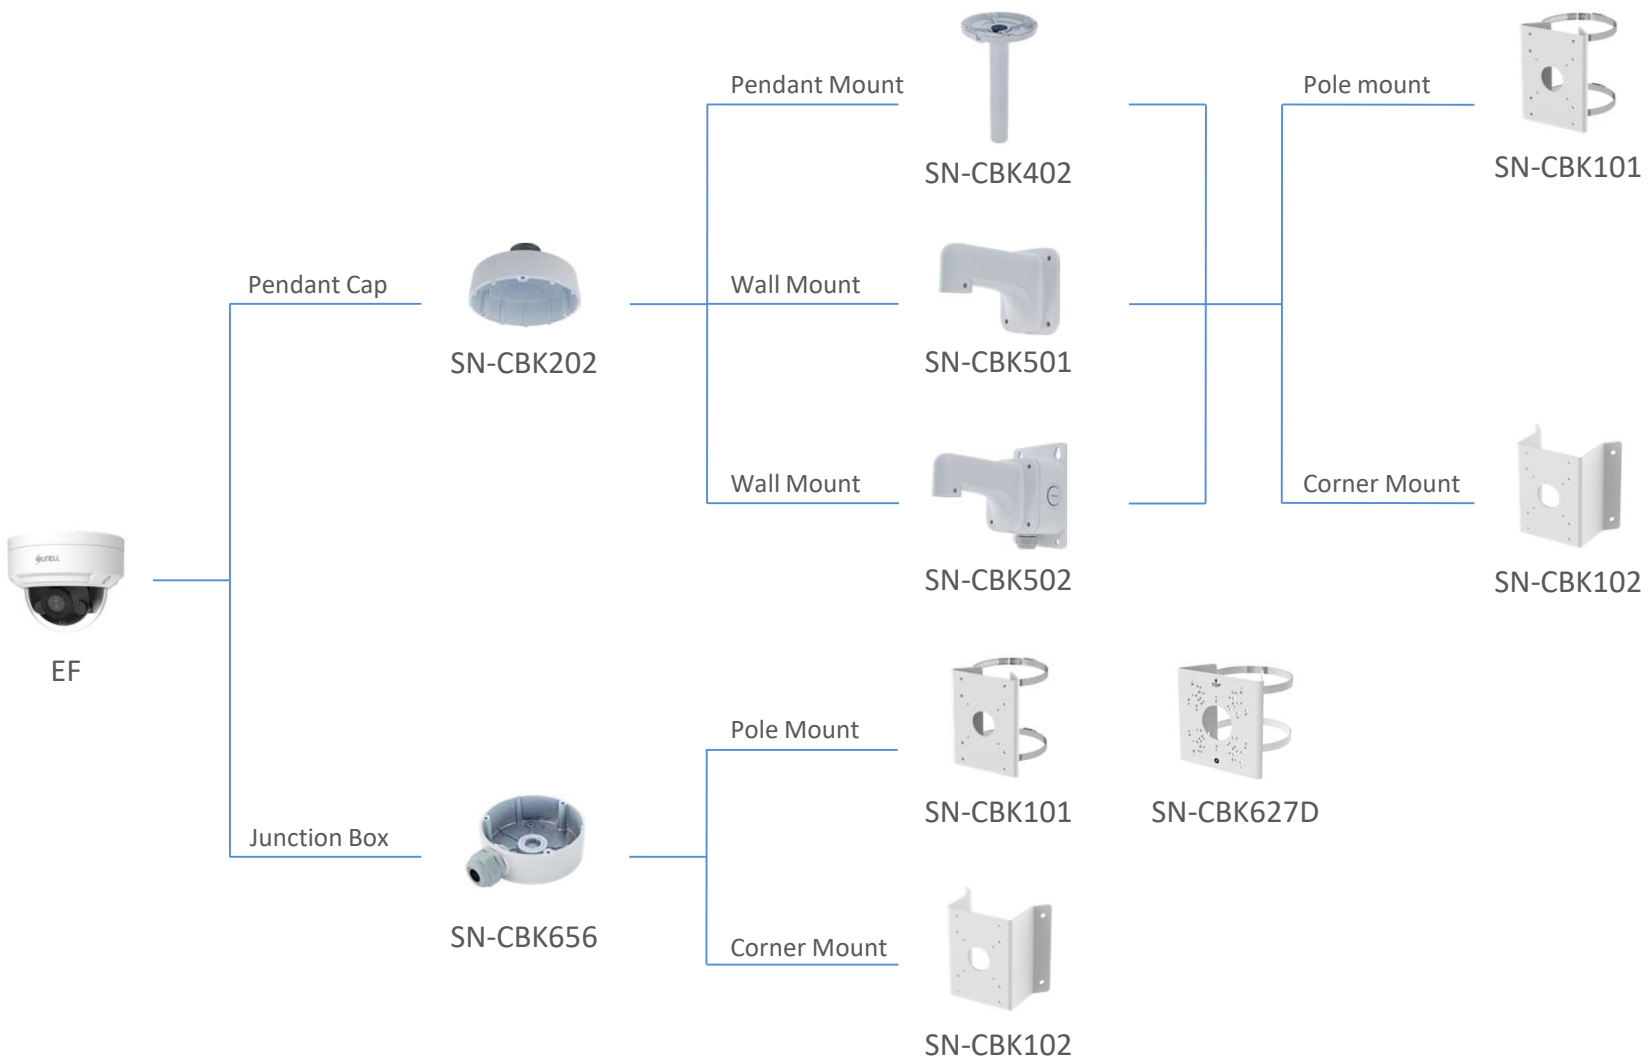 Pendant Mount
Pole mount
SN-CBK402
SN-CBK101
Pendant Cap
Wall Mount
SN-CBK202
SN-CBK501
Wall Mount
Corner Mount
SUNELL
SN-CBK502
SN-CBK102
EF
TOP
Pole Mount
SN-CBK101
SN-CBK627D
Junction Box
SN-CBK656
Corner Mount
SN-CBK102